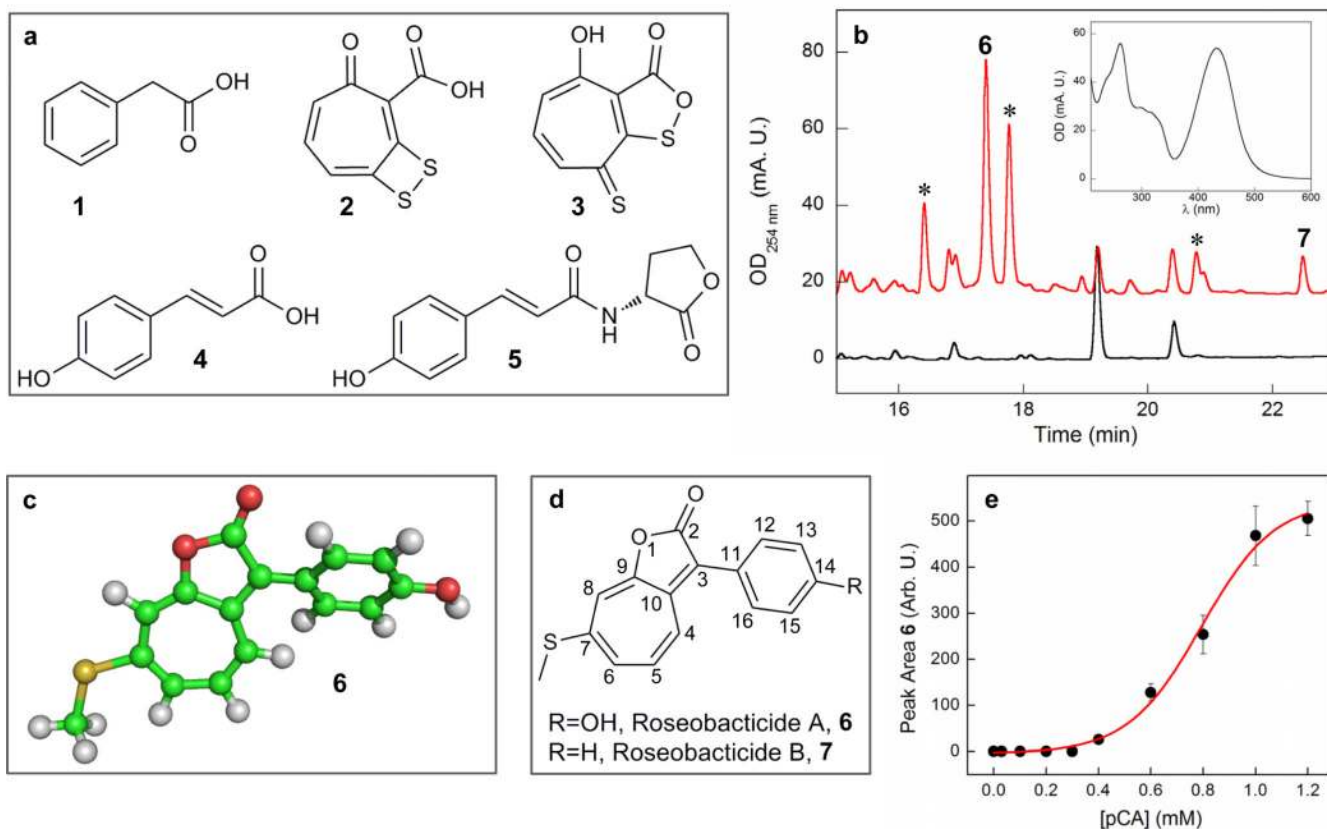 a
O
OH
1
O
O
OH
S
S
2
OH
O
O
S
S
3
O
OH
HO
4
O
N
H
O
O
HO
5
b
80
60
40
20
0
OD254 nm (mA. U.)
16
18
20
22
Time (min)
*
6
*
*
7
60
40
20
0
OD (mA. U.)
300
400
500
600
λ (nm)
c
6
d
O
O
1
2
3
4
5
6
7
8
9
10
11
12
13
14
15
16
R
S
R=OH, Roseobacticide A, 6
R=H, Roseobacticide B, 7
e
500
400
300
200
100
0
Peak Area 6 (Arb. U.)
0.0
0.2
0.4
0.6
0.8
1.0
1.2
[pCA] (mM)